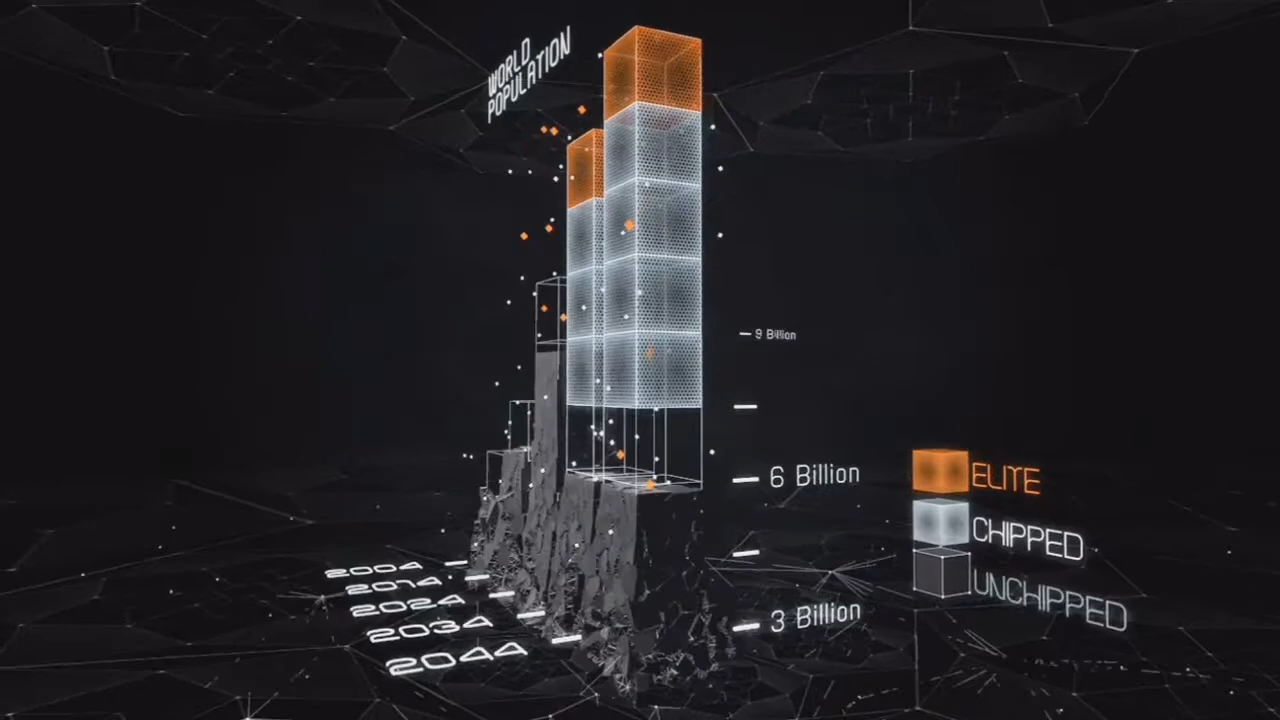 WORLD
POPULATION
9 Billion
6 Billion
3 Billion
ELITE
CHIPPED
UNCHIPPED
2004
2014
2024
2034
2044